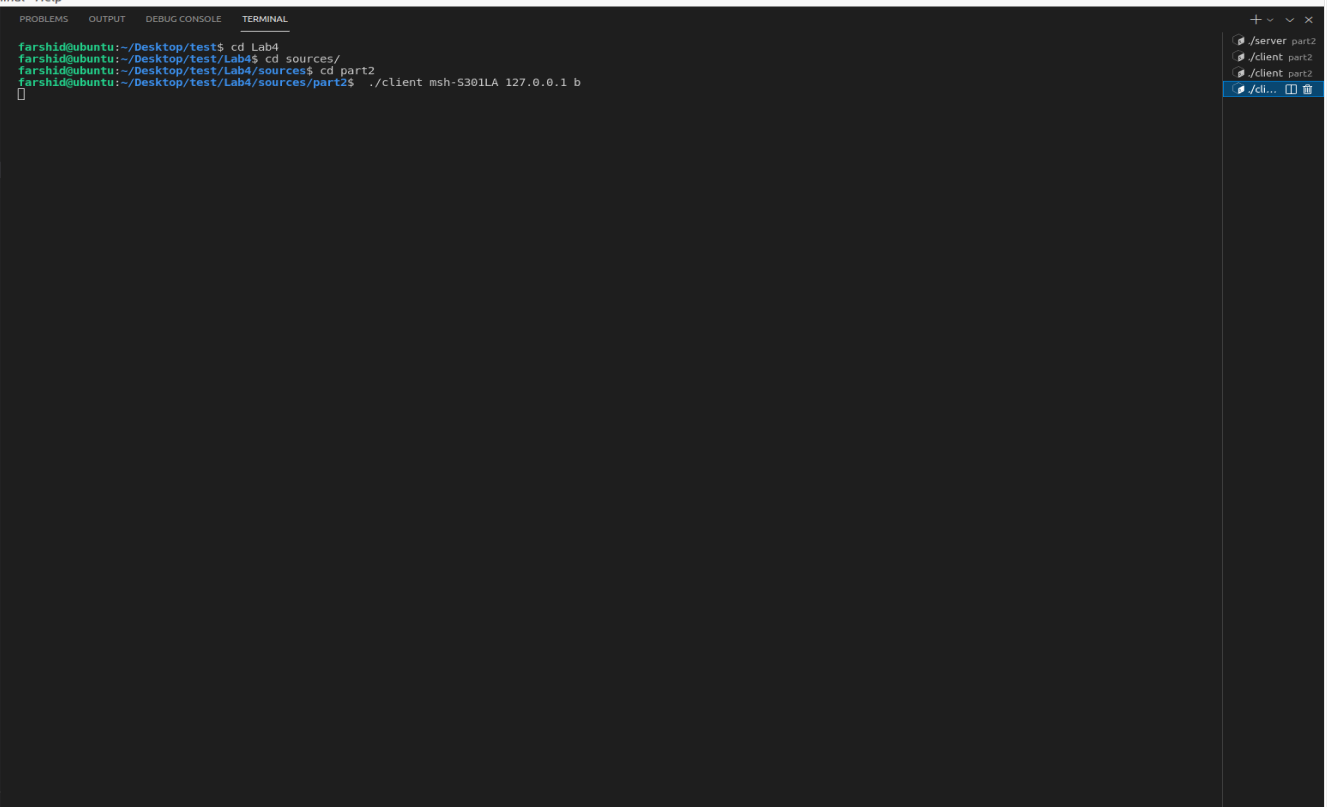 Help
PROBLEMS OUTPUT DEBUG CONSOLE TERMINAL
farshid@ubuntu:~/Desktop/test$ cd Lab4
farshid@ubuntu:~/Desktop/test/Lab4$ cd sources/
farshid@ubuntu:~/Desktop/test/Lab4/sources$ cd part2
farshid@ubuntu:~/Desktop/test/Lab4/sources/part2$  ./client msh-S301LA 127.0.0.1 b
./server part2
./client part2
./client part2
./cli...